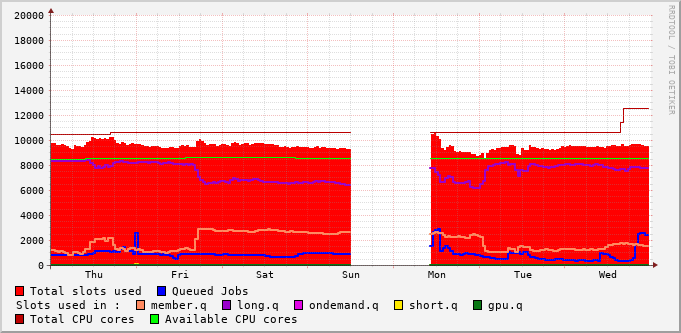 RRDTOOL / TOBI OETIKER
20000
18000
16000
14000
12000
10000
8000
6000
4000
2000
0
Thu Fri Sat Sun Mon Tue Wed
Total slots used Queued Jobs
Slots used in : member.q long.q ondemand.q short.q gpu.q
Total CPU cores Available CPU cores